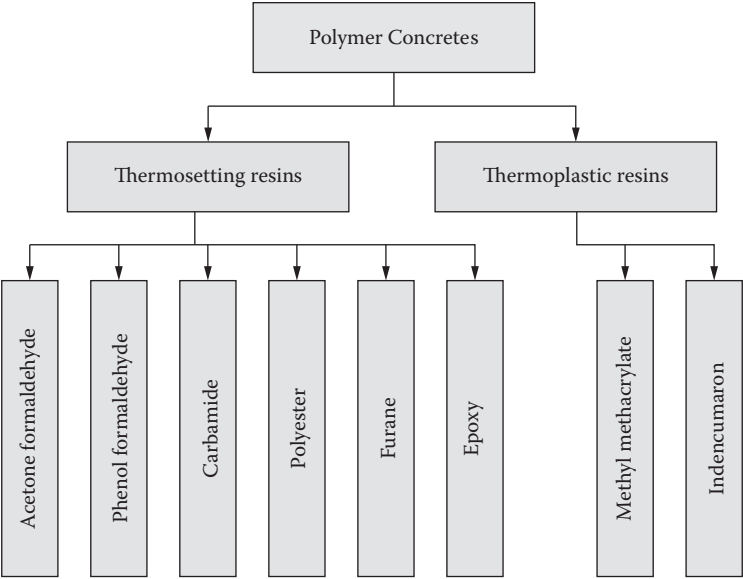 Polymer Concretes
Thermosetting resins
Thermoplastic resins
Acetone formaldehyde
Phenol formaldehyde
Carbamide
Polyester
Furane
Epoxy
Methyl methacrylate
Indencumaron